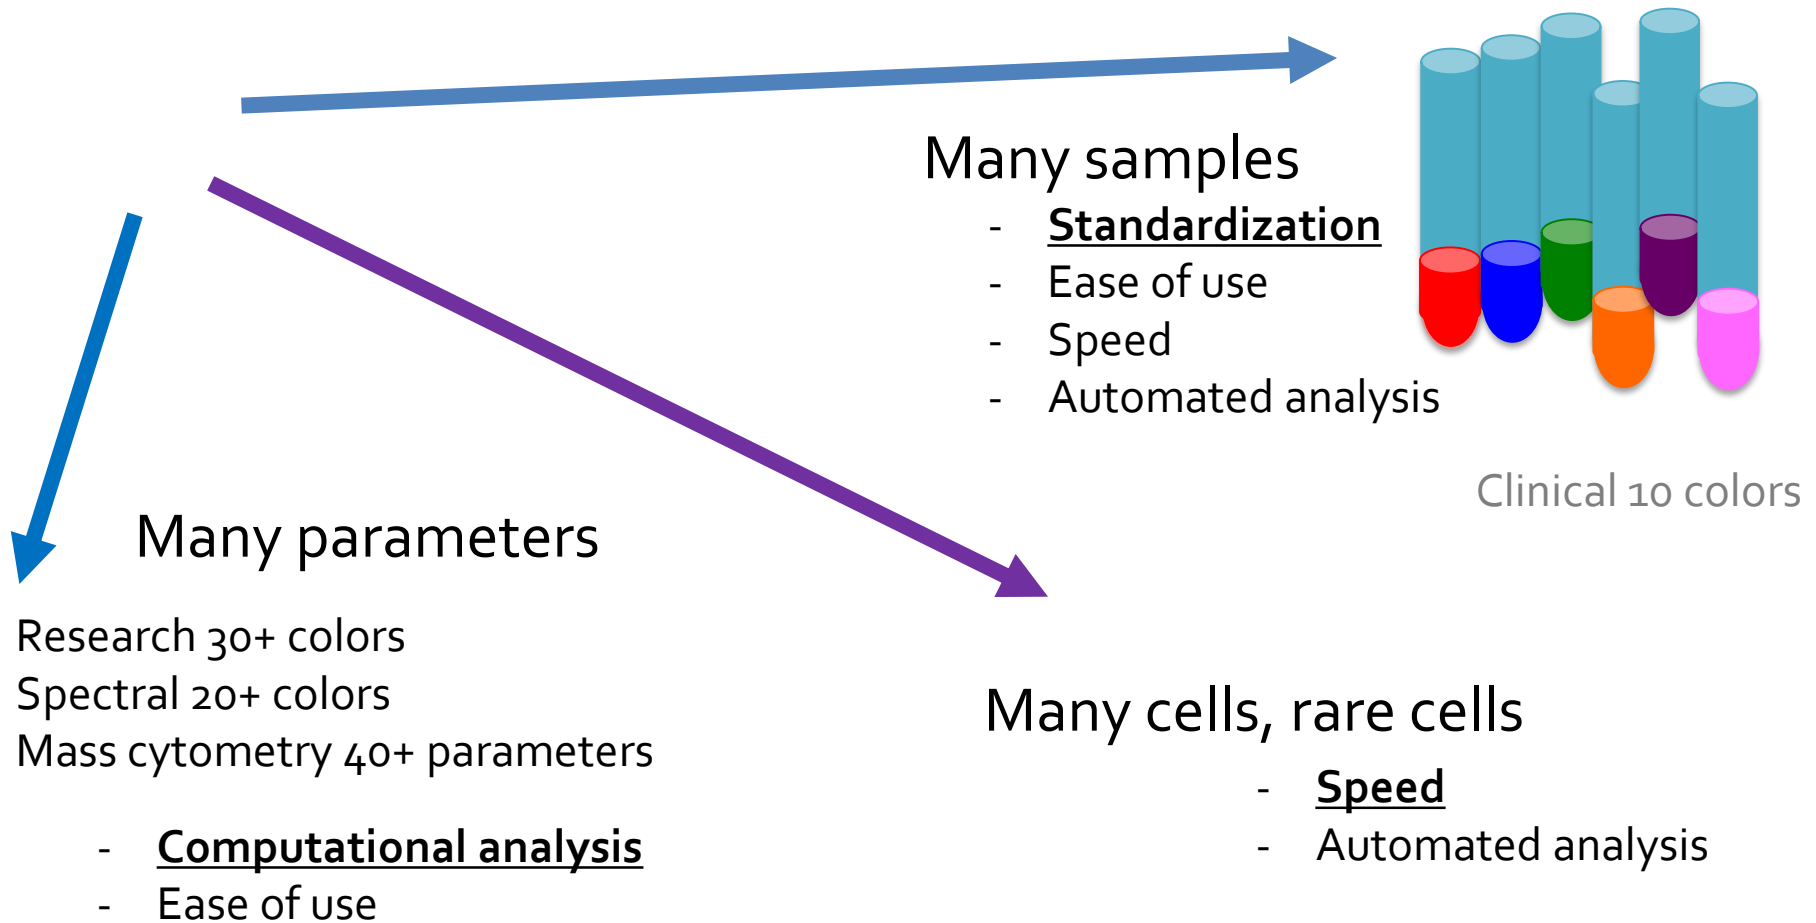 Many samples
- Standardization
- Ease of use
- Speed
- Automated analysis
Clinical 10 colors
Many parameters
Research 30+ colors
Spectral 20+ colors
Mass cytometry 40+ parameters
- Computational analysis
- Ease of use
Many cells, rare cells
- Speed
- Automated analysis